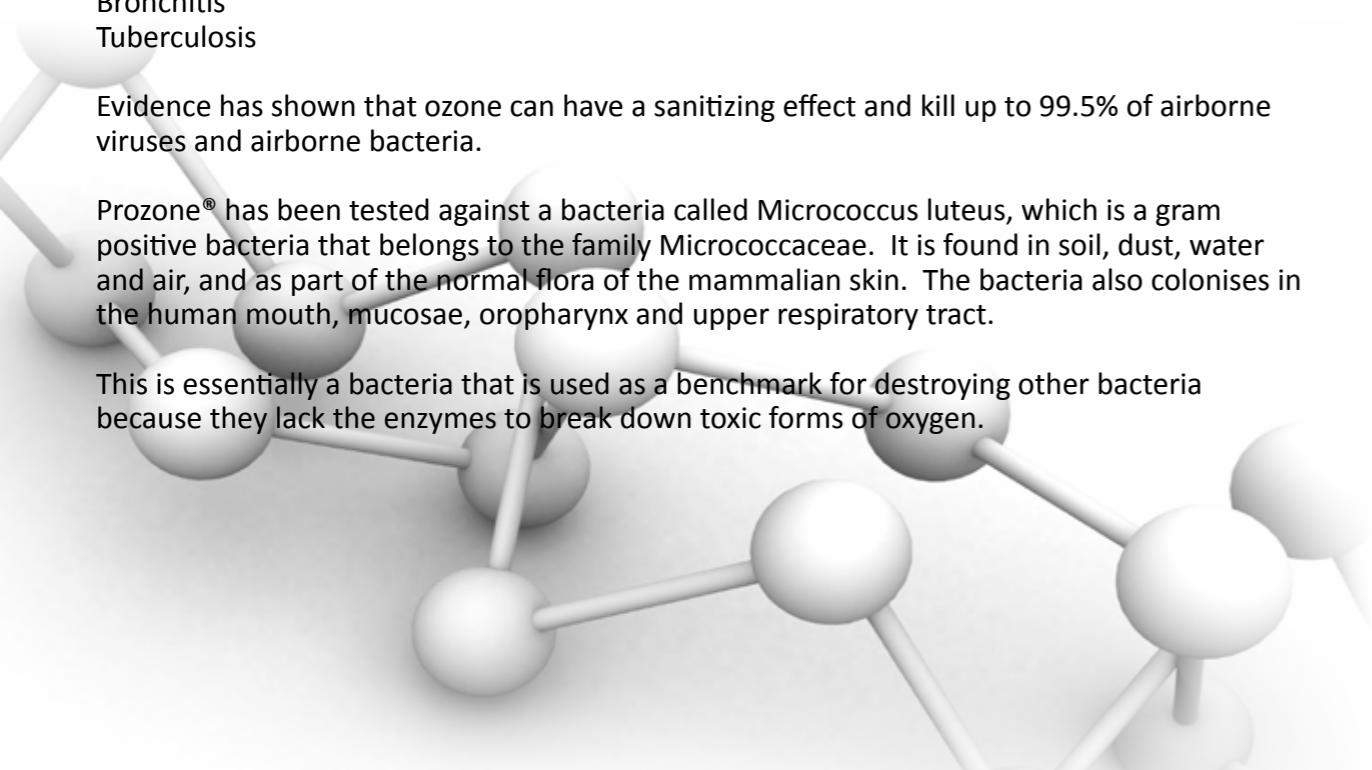 Bronchitis
Tuberculosis
Evidence has shown that ozone can have a sanitizing effect and kill up to 99.5% of airborne
viruses and airborne bacteria.
Prozone® has been tested against a bacteria called Micrococcus luteus, which is a gram
positive bacteria that belongs to the family Micrococcaceae.  It is found in soil, dust, water
and air, and as part of the normal flora of the mammalian skin.  The bacteria also colonises in
the human mouth, mucosae, oropharynx and upper respiratory tract.
This is essentially a bacteria that is used as a benchmark for destroying other bacteria
because they lack the enzymes to break down toxic forms of oxygen.